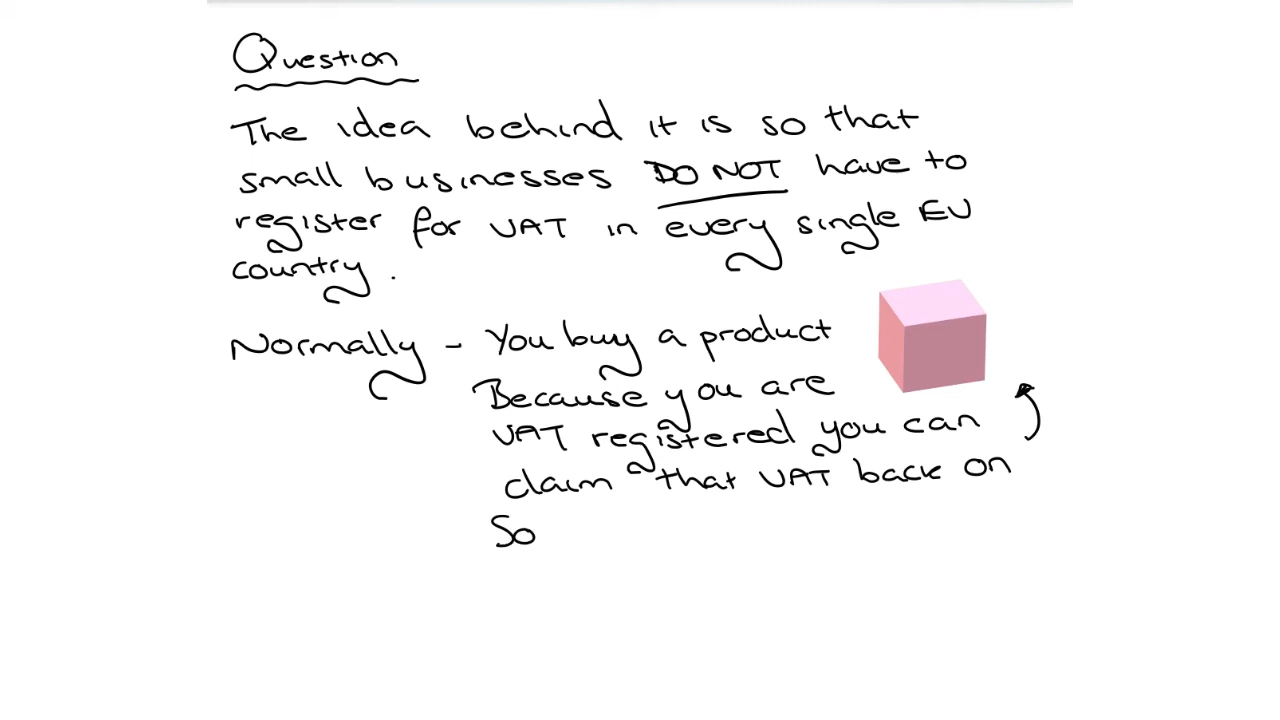 Question
The idea behind it is so that
small businesses DO NOT have to
register for VAT in every single EU
country.
Normally - You buy a product
Because you are
VAT registered you can
claim that VAT back on
So